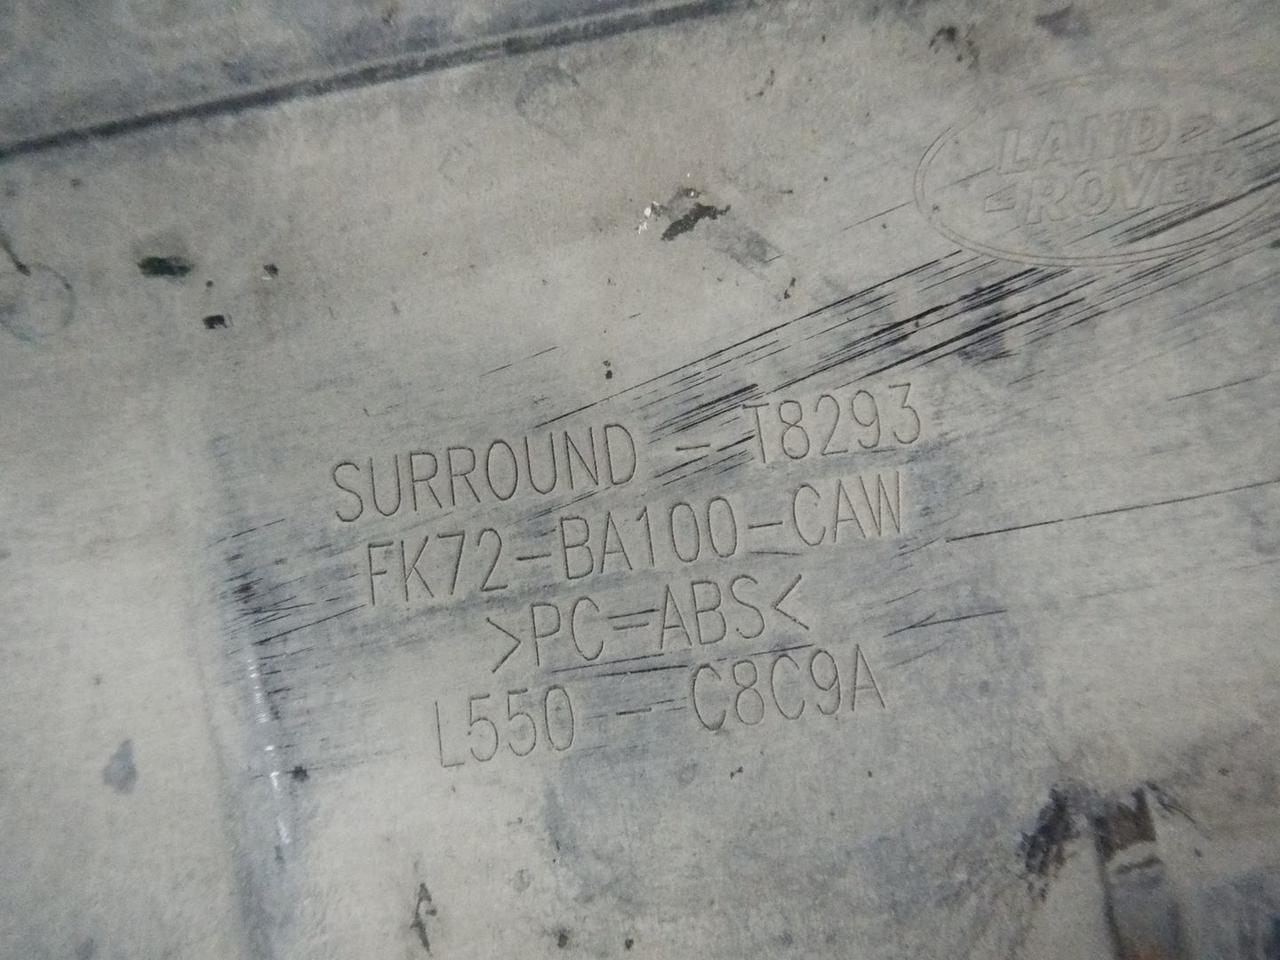 LAND
ROVER
SURROUND - T8293
FK72-BA100-CAW
>PC-ABS<
L550 - C8C9A